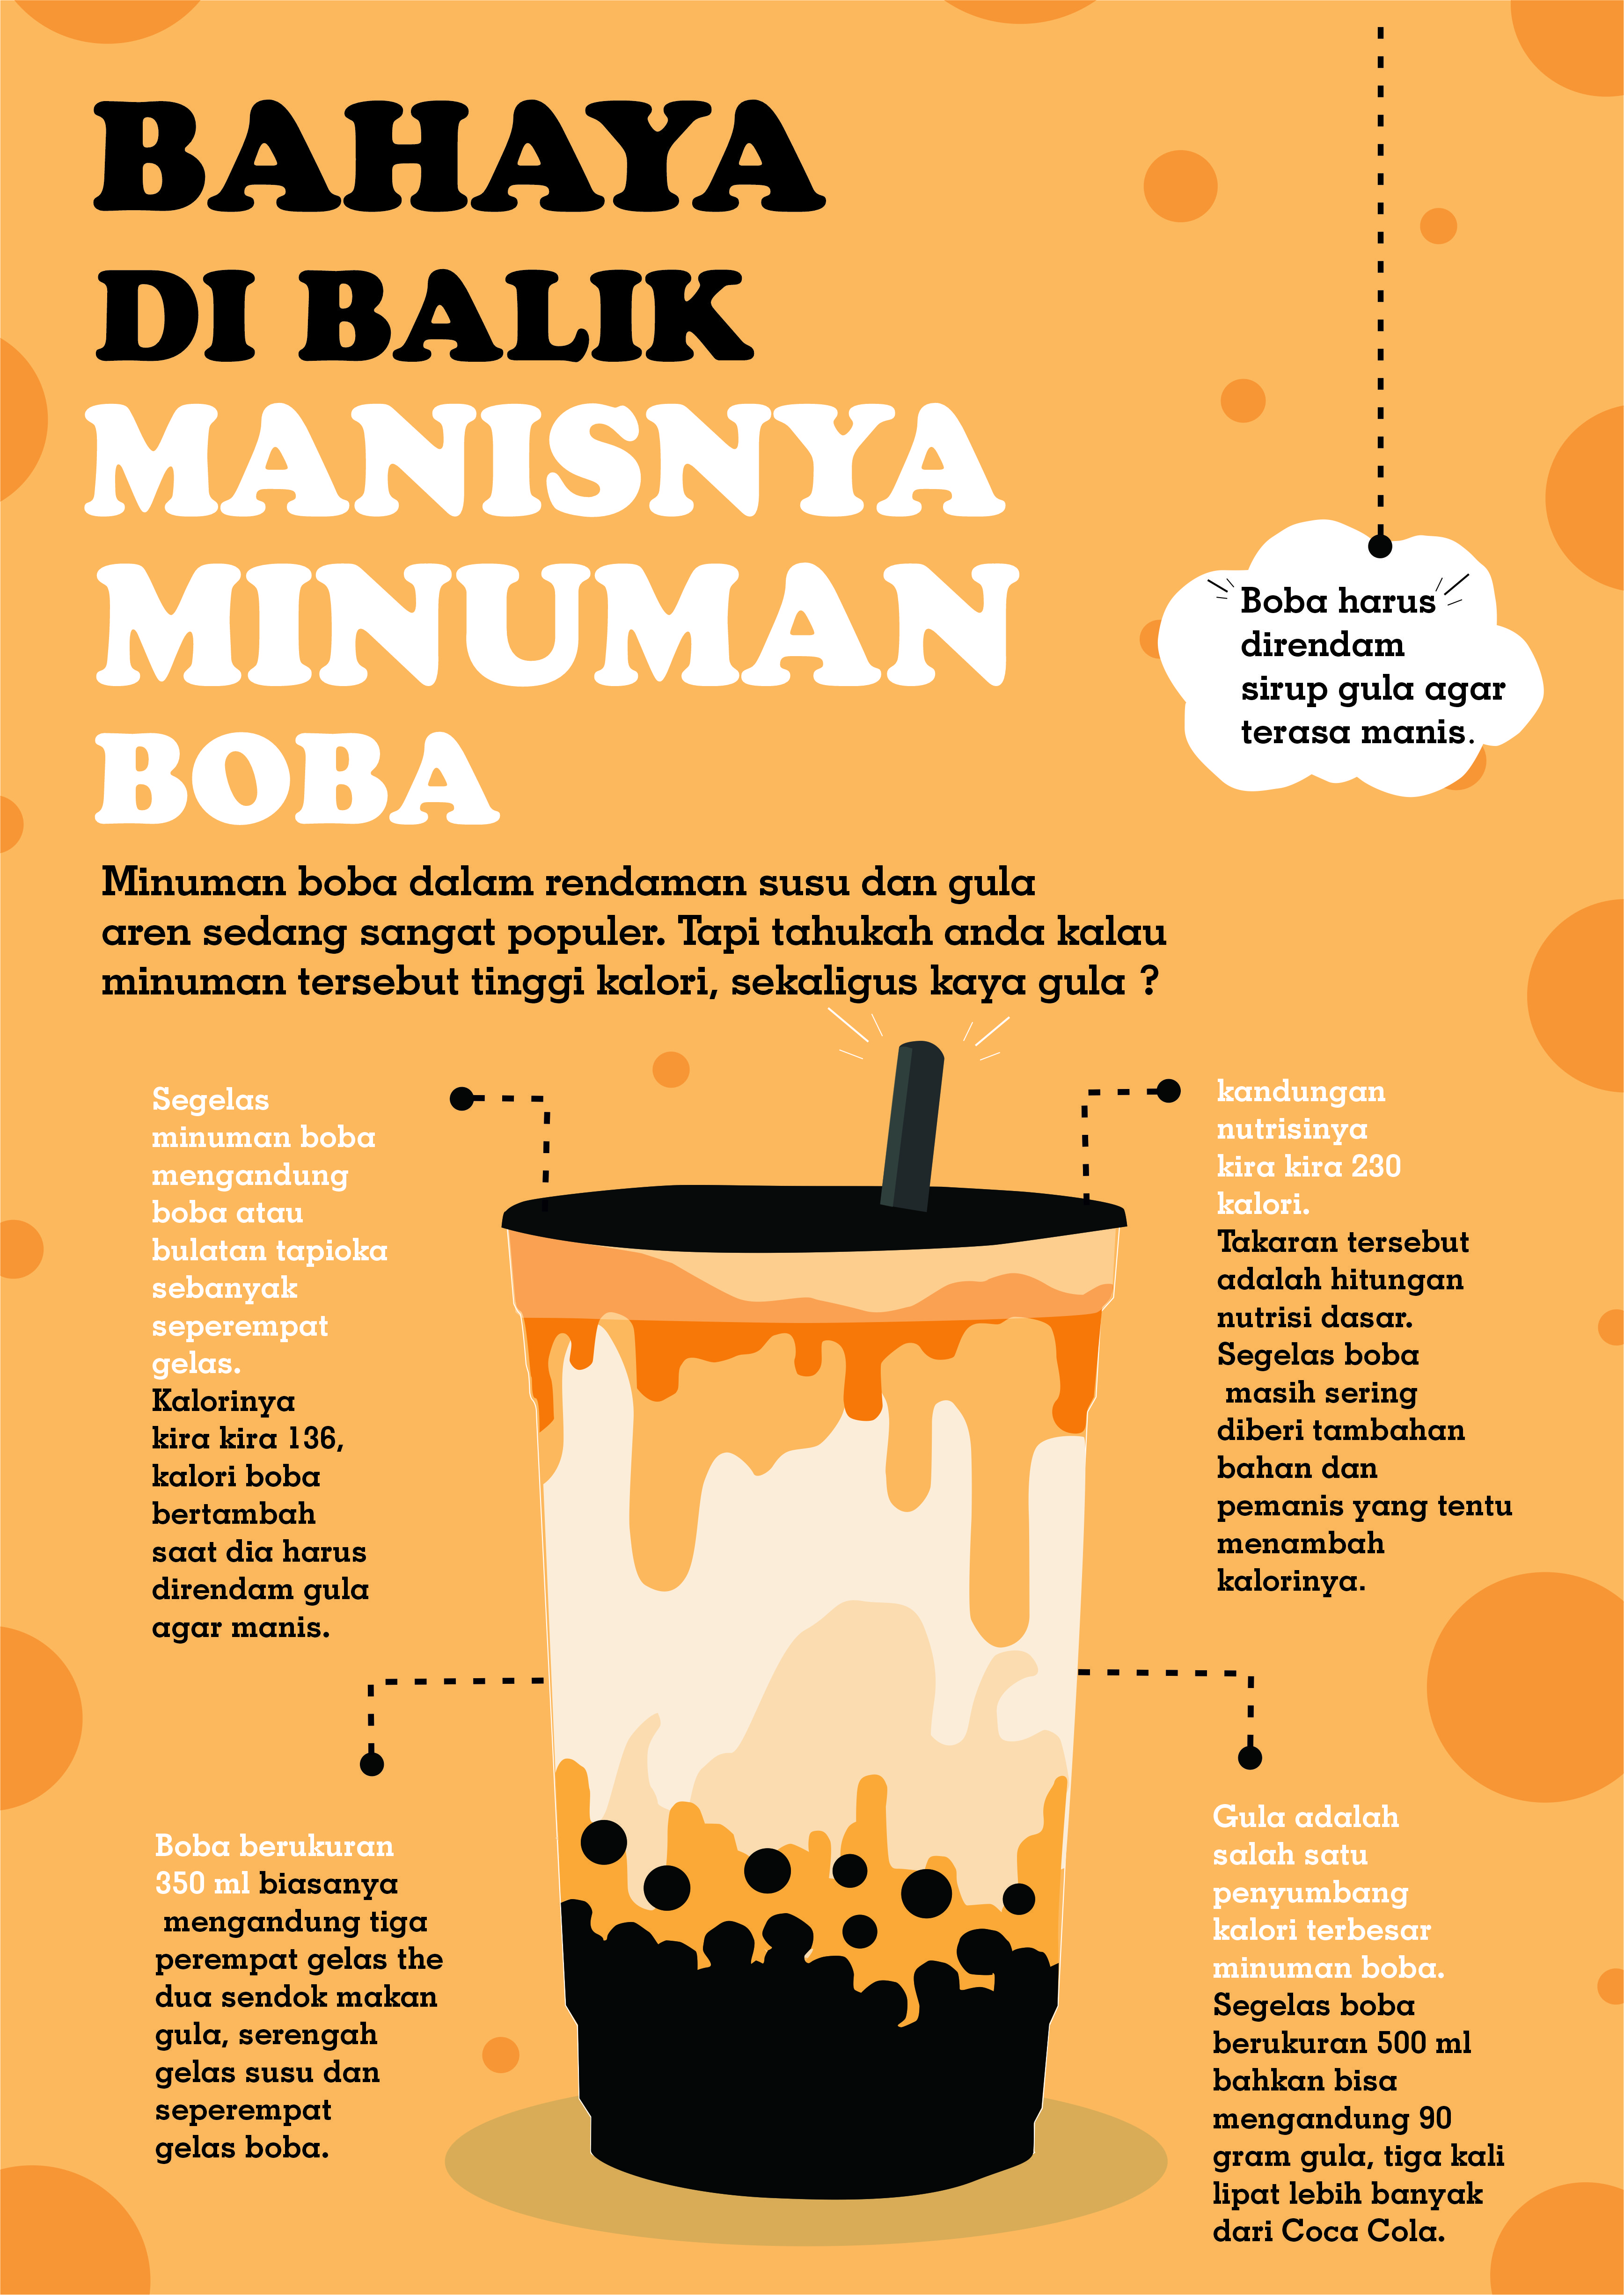 BAHAYA
DI BALIK
MANISNYA
MINUMAN
BOBA
Boba harus
direndam
sirup gula agar
terasa manis.
Minuman boba dalam rendaman susu dan gula
aren sedang sangat populer. Tapi tahukah anda kalau
minuman tersebut tinggi kalori, sekaligus kaya gula ?
Segelas
minuman boba
mengandung
boba atau
bulatan tapioka
sebanyak
seperempat
gelas.
Kalorinya
kira kira 136,
kalori boba
bertambah
saat dia harus
direndam gula
agar manis.
kandungan
nutrisinya
kira kira 230
kalori.
Takaran tersebut
adalah hitungan
nutrisi dasar.
Segelas boba
masih sering
diberi tambahan
bahan dan
pemanis yang tentu
menambah
kalorinya.
Boba berukuran
350 ml biasanya
mengandung tiga
perempat gelas the
dua sendok makan
gula, serengah
gelas susu dan
seperempat
gelas boba.
Gula adalah
salah satu
penyumbang
kalori terbesar
minuman boba.
Segelas boba
berukuran 500 ml
bahkan bisa
mengandung 90
gram gula, tiga kali
lipat lebih banyak
dari Coca Cola.